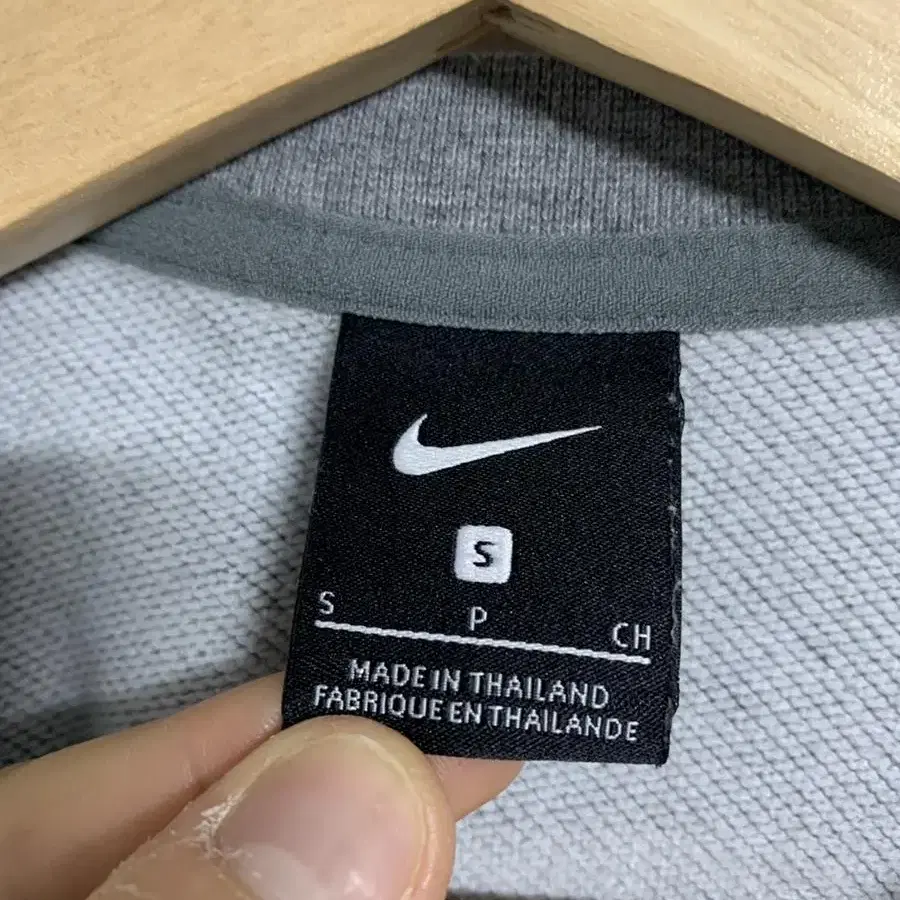 S
S P CH
MADE IN THAILAND
FABRIQUE EN THAILANDE